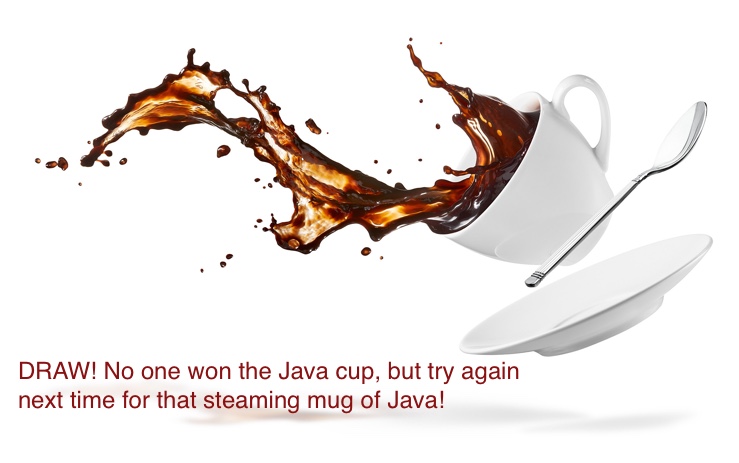 DRAW! No one won the Java cup, but try again
next time for that steaming mug of Java!